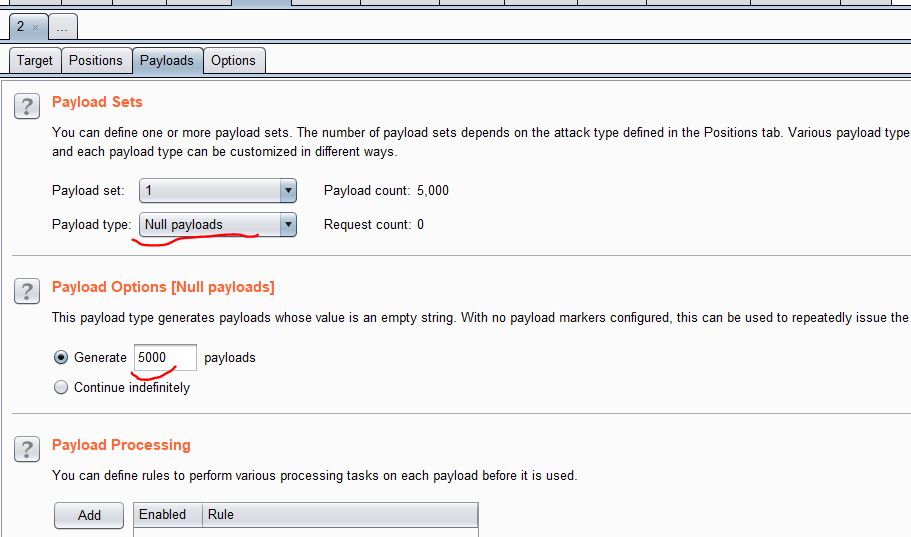 2 × ...
Target Positions Payloads Options
? Payload Sets
You can define one or more payload sets. The number of payload sets depends on the attack type defined in the Positions tab. Various payload type
and each payload type can be customized in different ways.
Payload set: 1 Payload count: 5,000
Payload type: Null payloads Request count: 0
? Payload Options [Null payloads]
This payload type generates payloads whose value is an empty string. With no payload markers configured, this can be used to repeatedly issue the
Generate 5000 payloads
Continue indefinitely
? Payload Processing
You can define rules to perform various processing tasks on each payload before it is used.
Add Enabled Rule